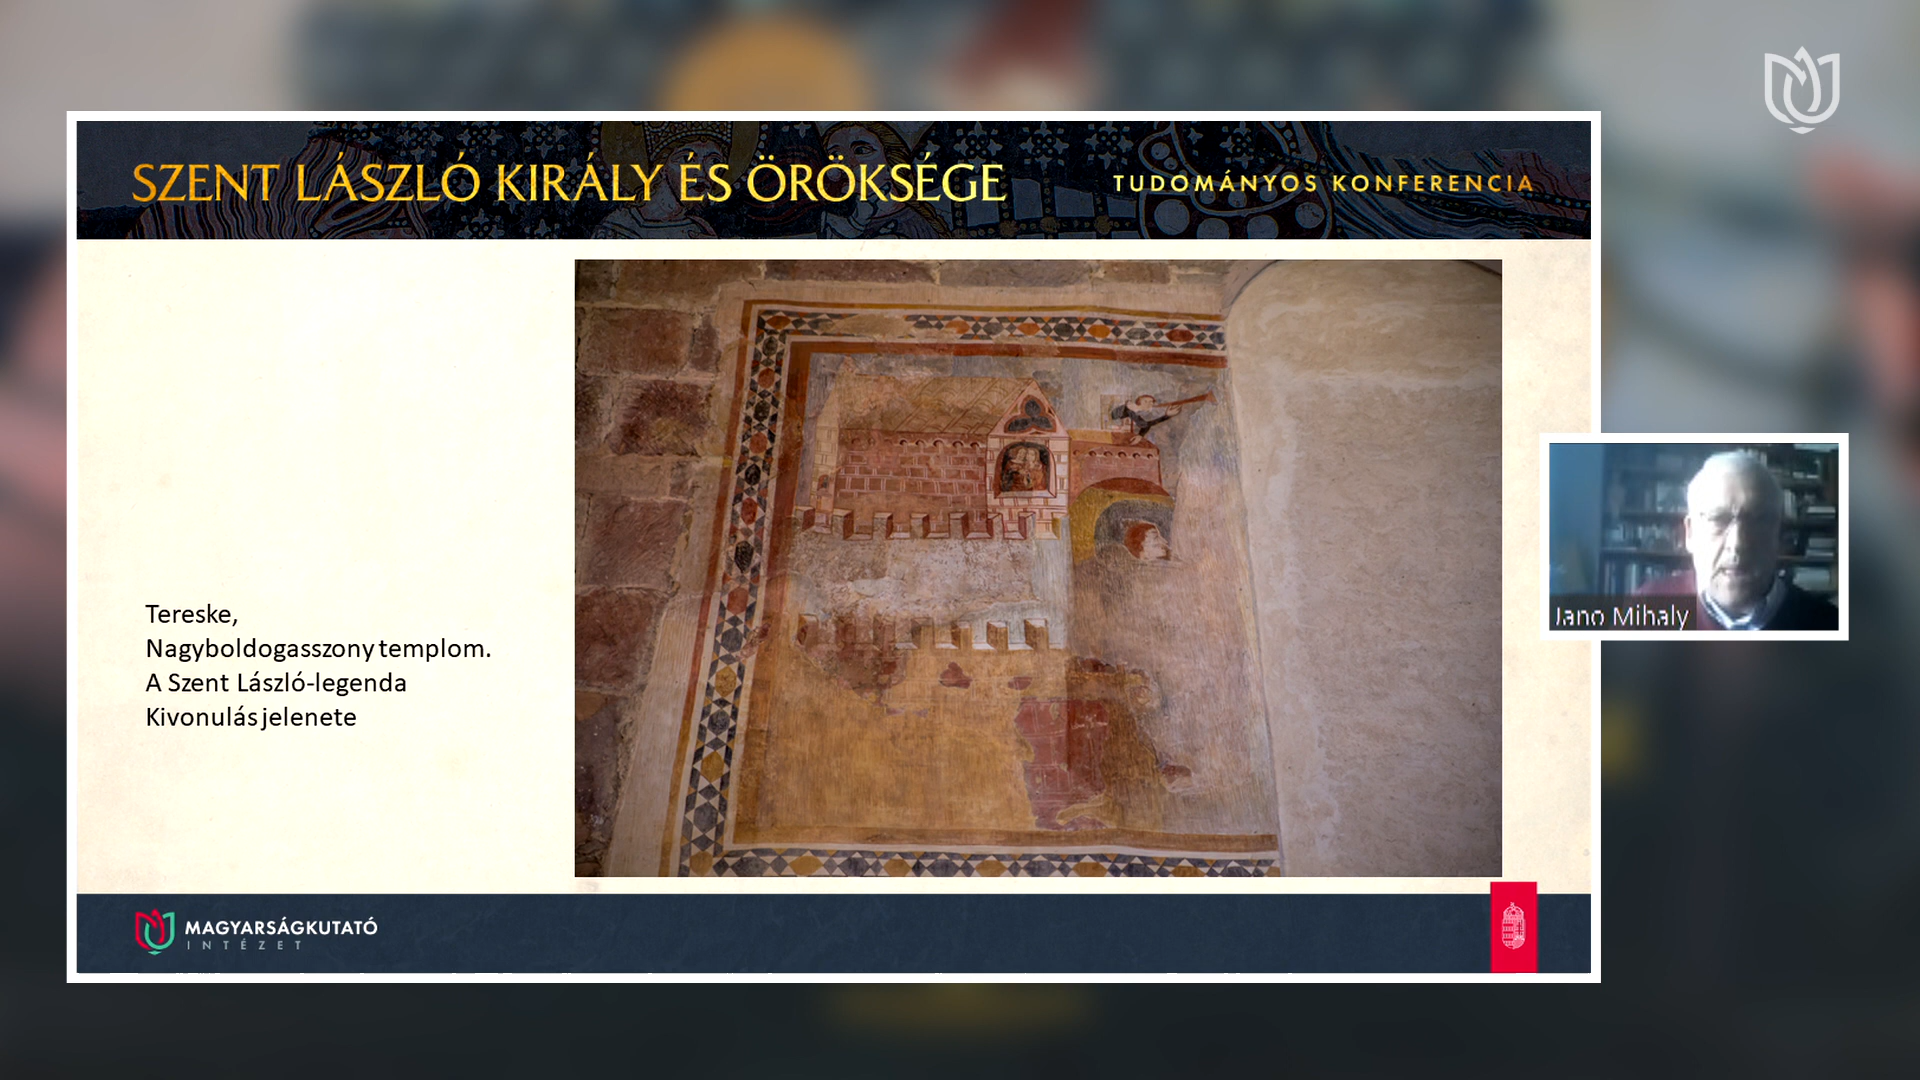 SZENT LÁSZLÓ KIRÁLY ÉS ÖRÖKSÉGE
TUDOMÁNYOS KONFERENCIA
Tereske,
Nagyboldogasszony templom.
A Szent László-legenda
Kivonulás jelenete
Jano Mihaly
MAGYARSÁGKUTATÓ
INTÉZET